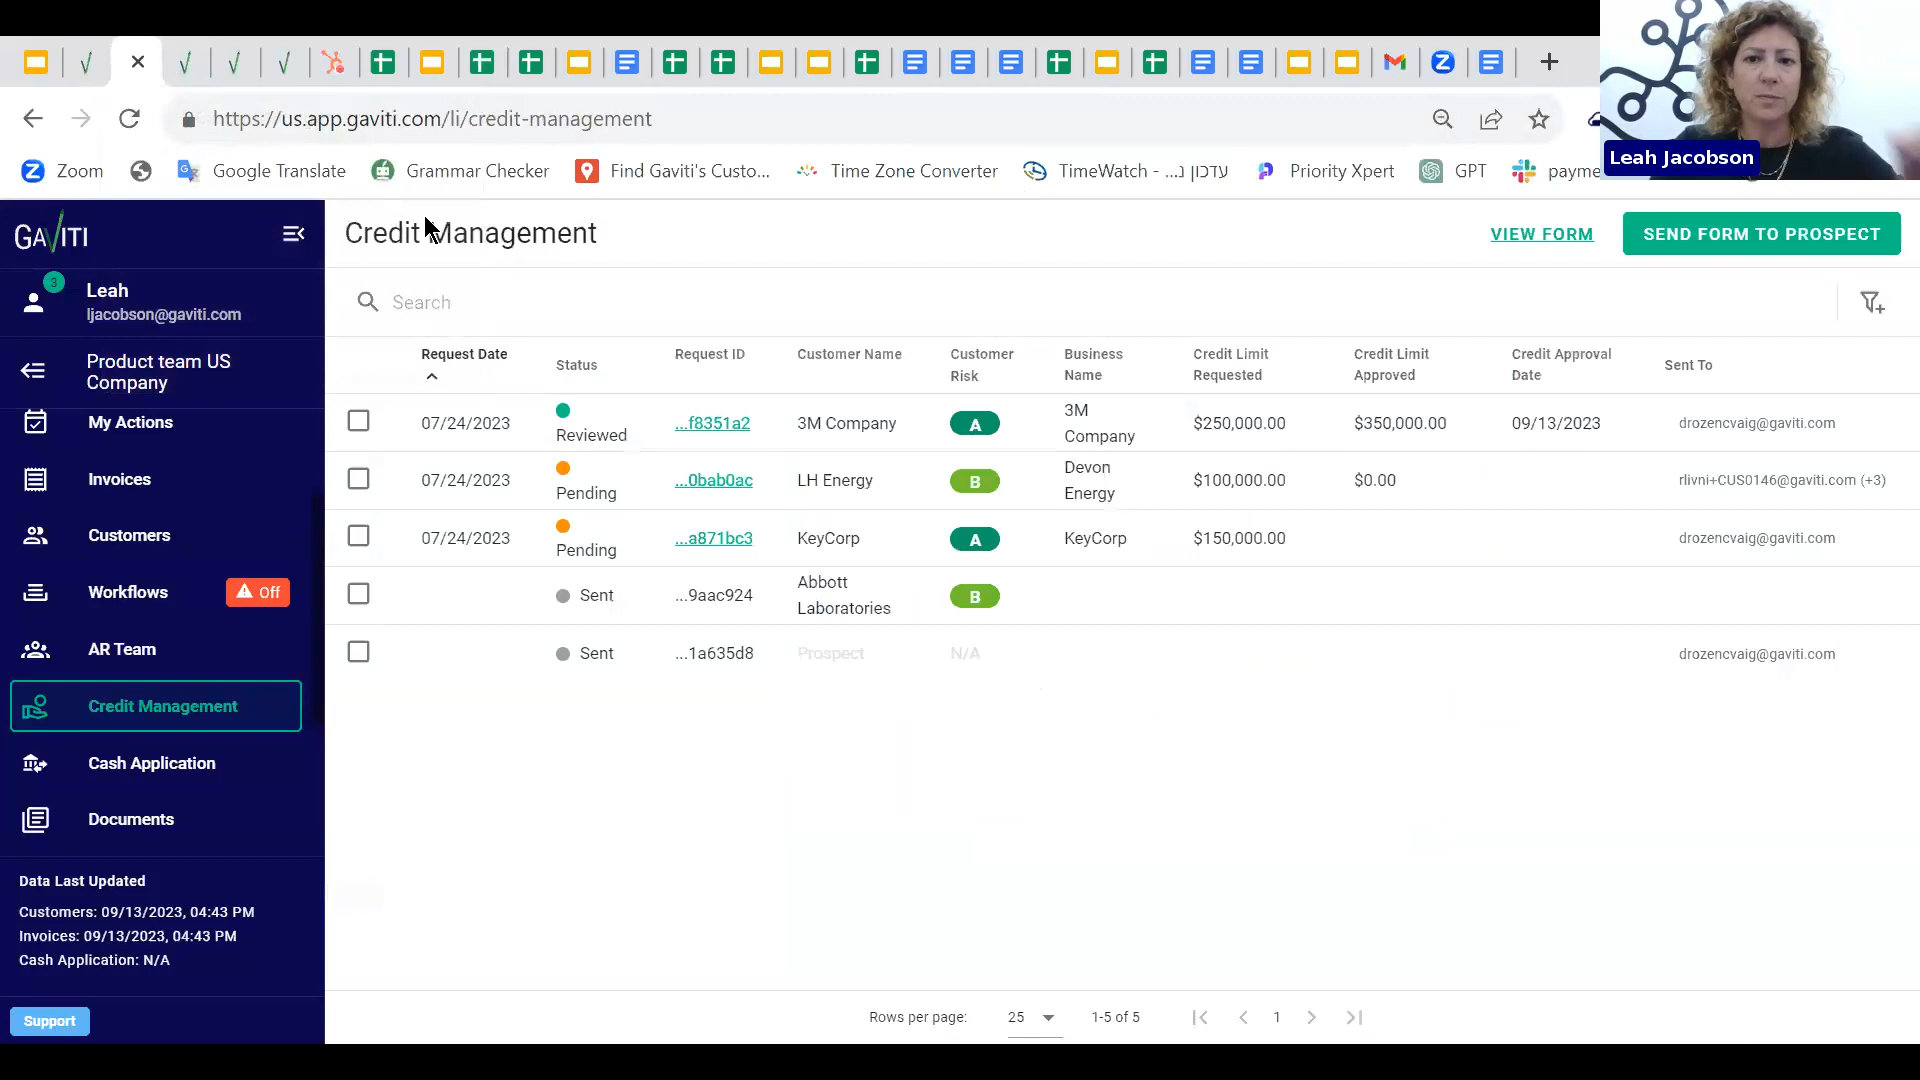 https://us.app.gaviti.com/li/credit-management
Leah Jacobson
Zoom
Google Translate
Grammar Checker
Find Gaviti's Custo...
Time Zone Converter
TimeWatch - ...עדכון נ
Priority Xpert
GPT
payme
GAVITI
3
Leah
ljacobson@gaviti.com
Product team US
Company
My Actions
Invoices
Customers
Workflows
Off
AR Team
Credit Management
Cash Application
Documents
Data Last Updated
Customers: 09/13/2023, 04:43 PM
Invoices: 09/13/2023, 04:43 PM
Cash Application: N/A
Support
Credit Management
VIEW FORM
SEND FORM TO PROSPECT
Search
Request Date
Status
Request ID
Customer Name
Customer
Risk
Business
Name
Credit Limit
Requested
Credit Limit
Approved
Credit Approval
Date
Sent To
07/24/2023
Reviewed
...f8351a2
3M Company
A
3M
Company
$250,000.00
$350,000.00
09/13/2023
drozencvaig@gaviti.com
07/24/2023
Pending
...0bab0ac
LH Energy
B
Devon
Energy
$100,000.00
$0.00
rlivni+CUS0146@gaviti.com (+3)
07/24/2023
Pending
...a871bc3
KeyCorp
A
KeyCorp
$150,000.00
drozencvaig@gaviti.com
Sent
...9aac924
Abbott
Laboratories
B
Sent
...1a635d8
Prospect
N/A
drozencvaig@gaviti.com
Rows per page:
25
1-5 of 5
1